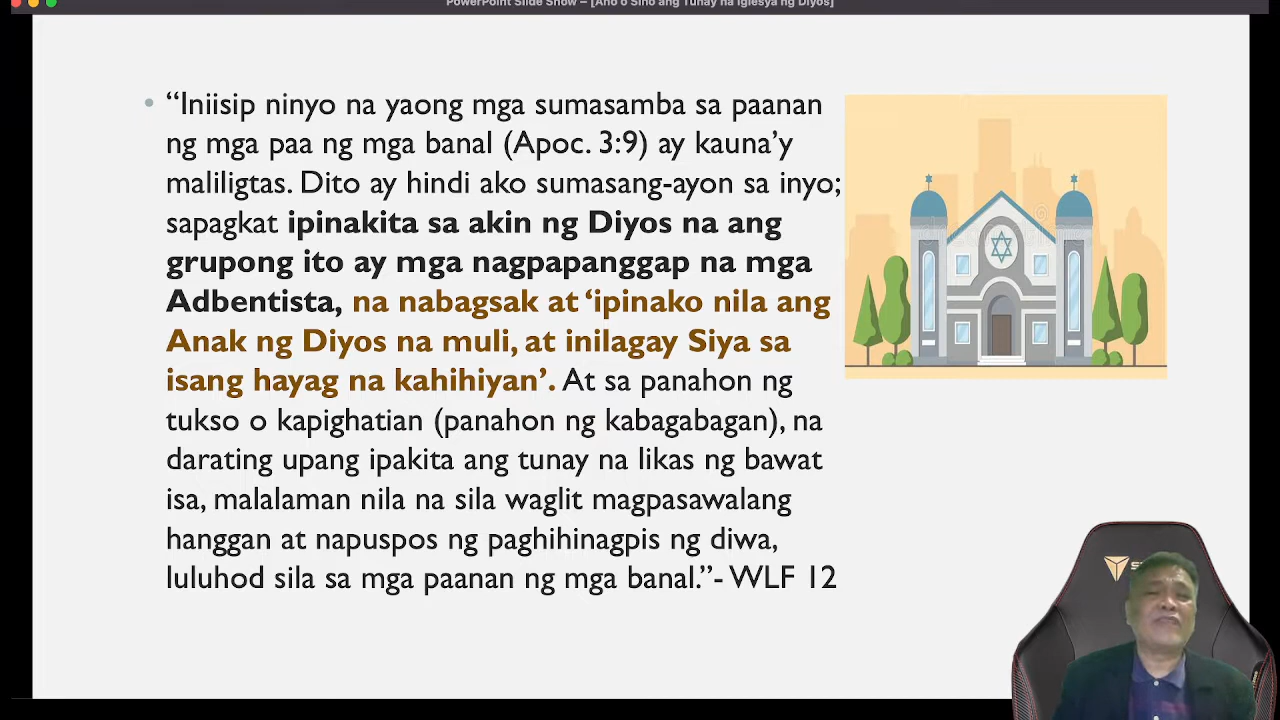 PowerPoint Slide Show – [Ano o Sino ang Tunay na Iglesya ng Diyos]
• “Iniisip ninyo na yaong mga sumasamba sa paanan
ng mga paa ng mga banal (Apoc. 3:9) ay kauna’y
maliligtas. Dito ay hindi ako sumasang-ayon sa inyo;
sapagkat ipinakita sa akin ng Diyos na ang
grupong ito ay mga nagpapanggap na mga
Adbentista, na nabagsak at ‘ipinako nila ang
Anak ng Diyos na muli, at inilagay Siya sa
isang hayag na kahihiyan’. At sa panahon ng
tukso o kapighatian (panahon ng kabagabagan), na
darating upang ipakita ang tunay na likas ng bawat
isa, malalaman nila na sila waglit magpasawalang
hanggan at napuspos ng paghihinagpis ng diwa,
luluhod sila sa mga paanan ng mga banal.”- WLF 12